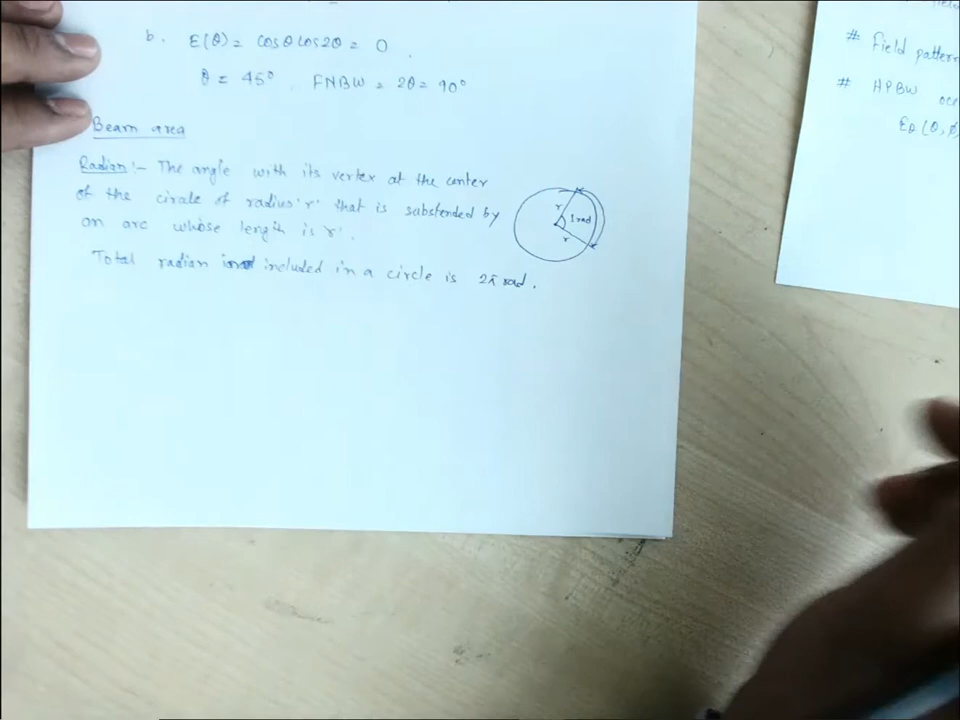 b. E(θ) = cosθ cos2θ = 0
θ = 45° FNBW = 2θ = 90°
Beam area
Radian :- The angle with its vertex at the center
of the circle of radius 'r' that is substended by
an arc whose length is r'.
Total radian included in a circle is 2π rad.
r
1 rad
r
# Field pattern
# HPBW